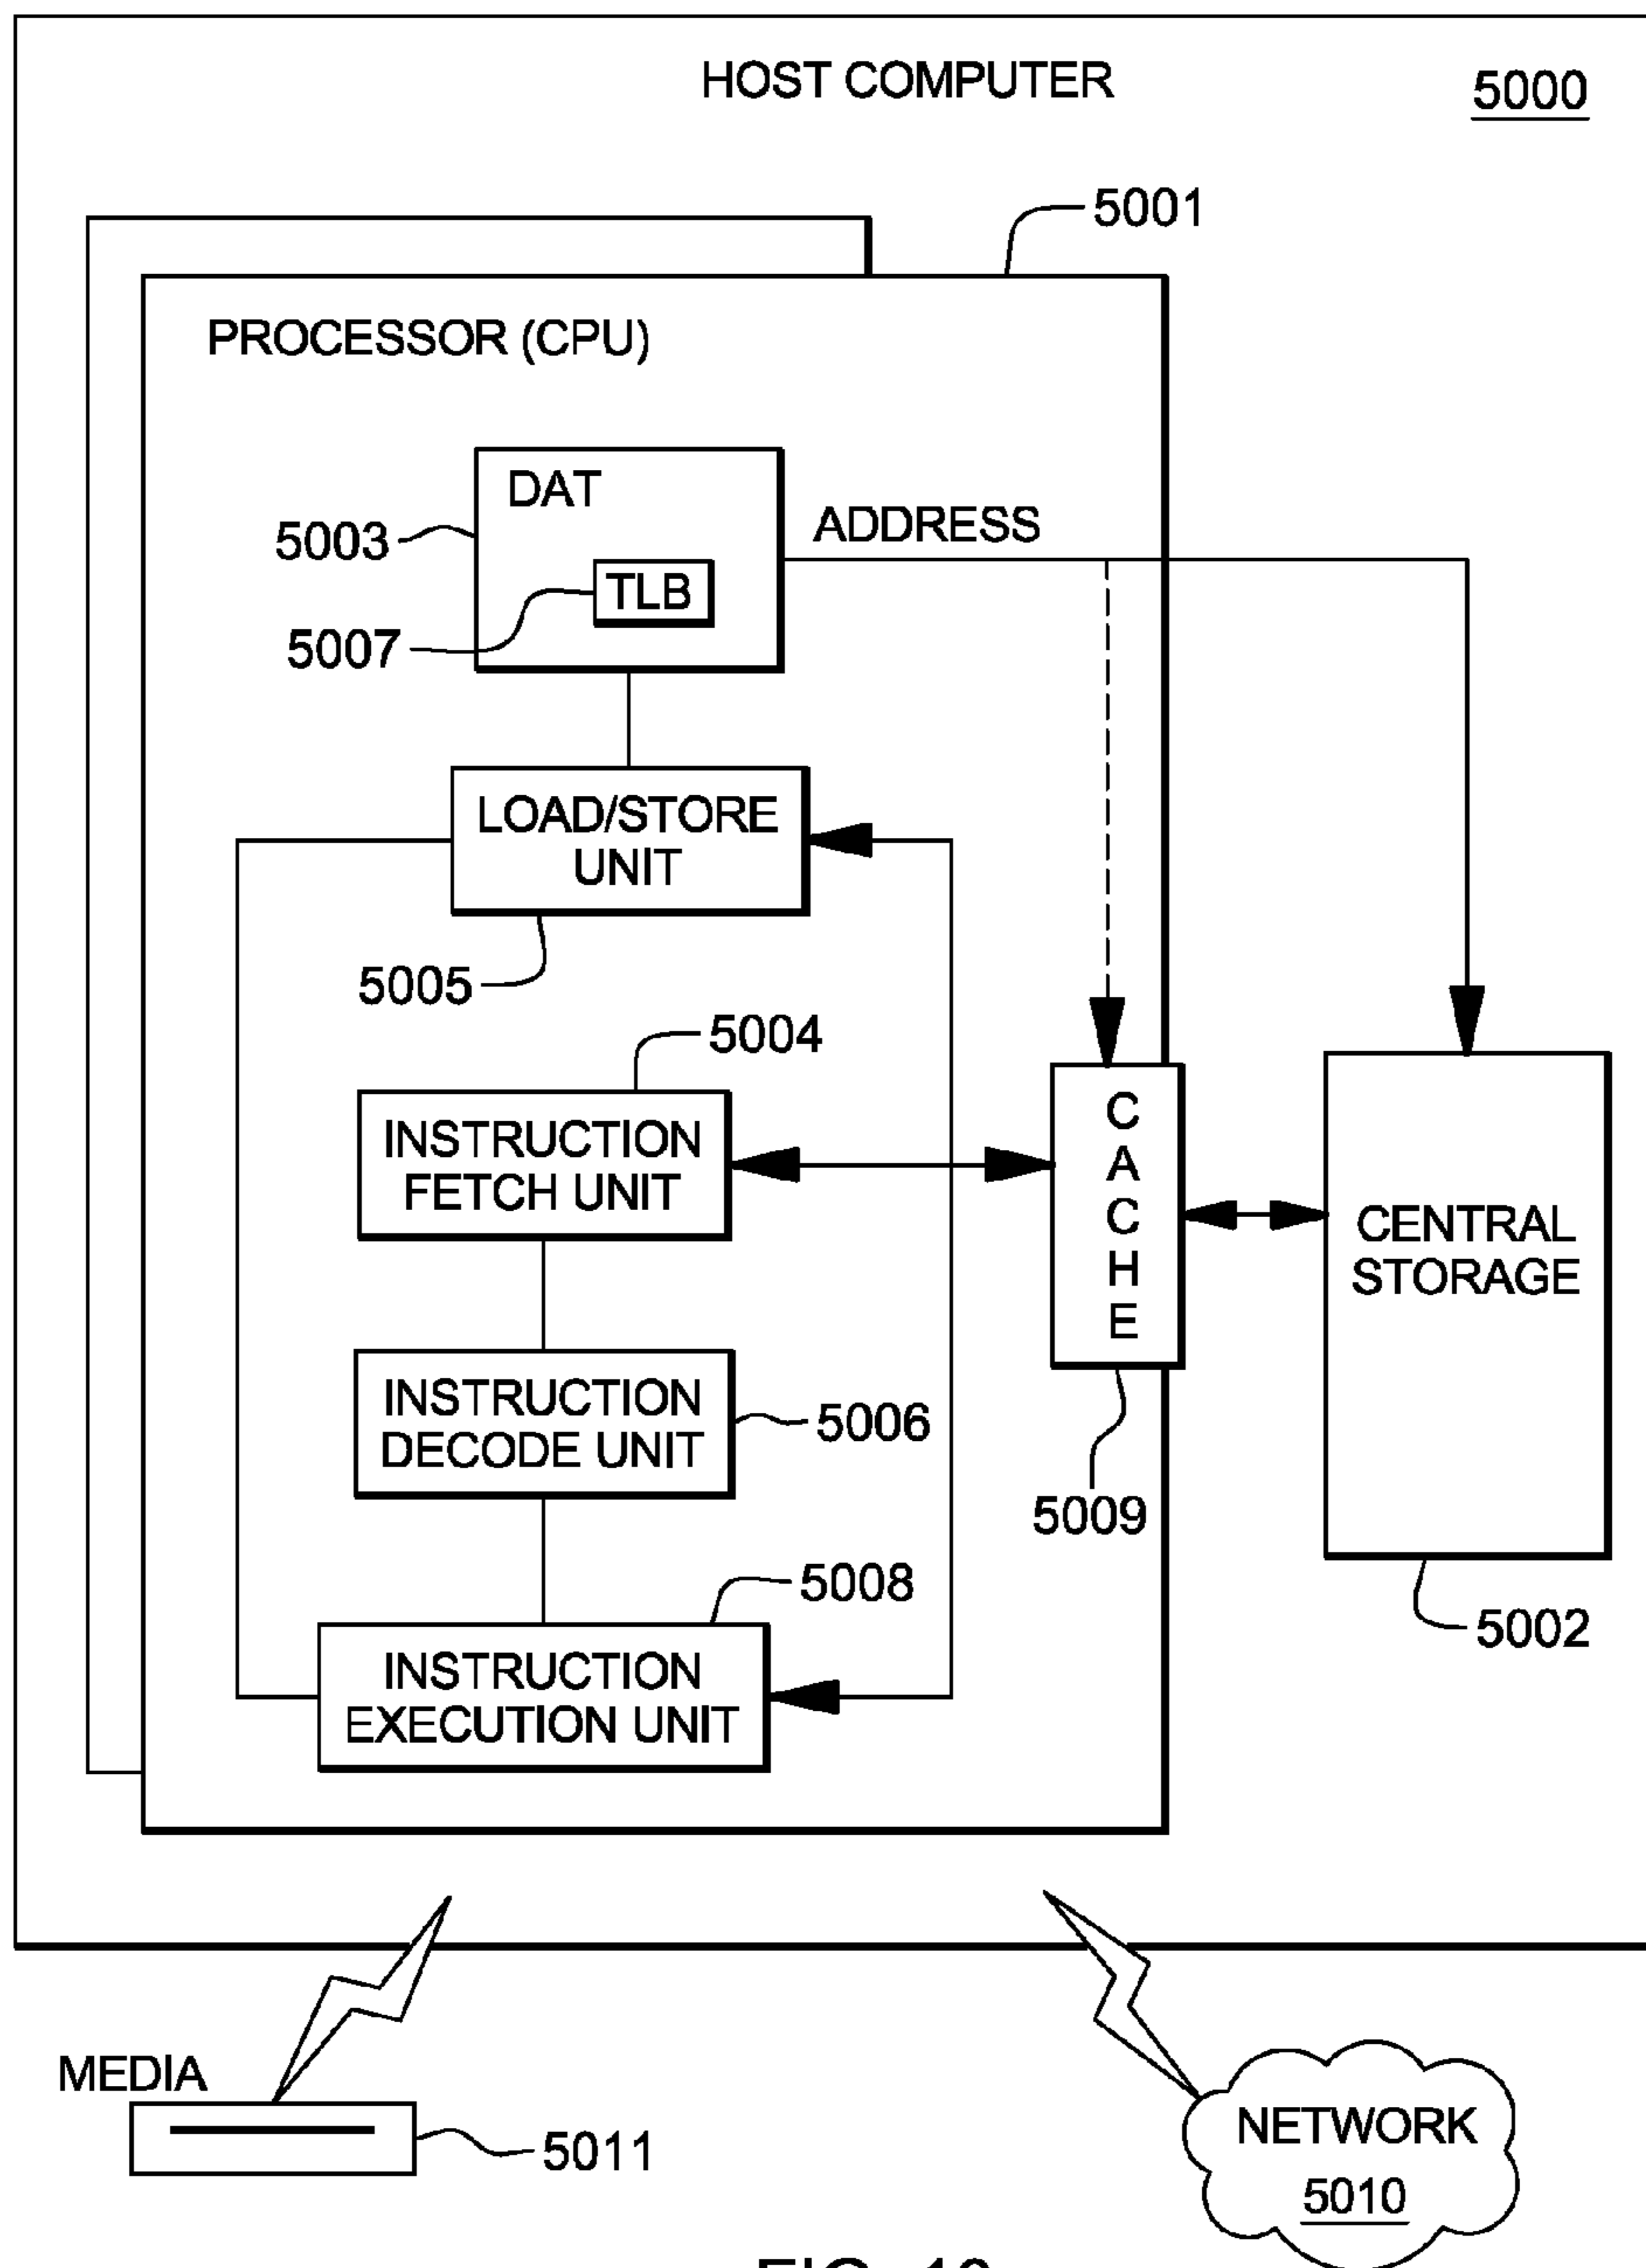 HOST COMPUTER
5000
5001
PROCESSOR (CPU)
DAT
ADDRESS
5003
TLB
5007
LOAD/STORE
UNIT
5005
5004
INSTRUCTION
FETCH UNIT
C
A
C
H
E
CENTRAL
STORAGE
INSTRUCTION
DECODE UNIT
5006
5009
5008
5002
INSTRUCTION
EXECUTION UNIT
MEDIA
5011
NETWORK
5010